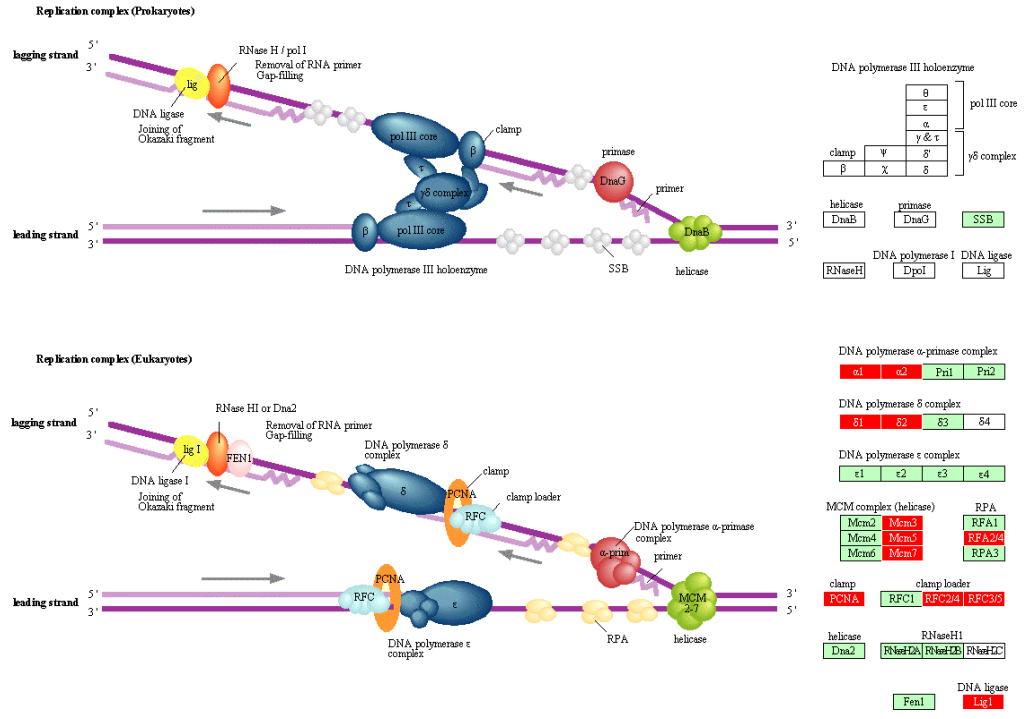 Replication complex (Prokaryotes)
5'
lagging strand
3'
RNase H / pol I
Removal of RNA primer
Gap-filling
lig
DNA ligase
Joining of
Okazaki fragment
pol III core
clamp
β
τ
γδ complex
τ
primase
DnaG
primer
5'
leading strand
3'
β
pol III core
DnaB
3'
5'
DNA polymerase III holoenzyme
SSB
helicase
DNA polymerase III holoenzyme
θ
ε
α
pol III core
γ & τ
clamp
ψ
δ'
β
χ
δ
γδ complex
helicase
primase
DnaB
DnaG
SSB
DNA polymerase I
DNA ligase
RNaseH
DpoI
Lig
Replication complex (Eukaryotes)
5'
lagging strand
3'
RNase HI or Dna2
Removal of RNA primer
Gap-filling
lig I
FEN1
DNA ligase I
Joining of
Okazaki fragment
DNA polymerase δ
complex
δ
clamp
PCNA
clamp loader
RFC
DNA polymerase α-primase
complex
α-prim
primer
5'
leading strand
3'
PCNA
RFC
ε
MCM
2-7
3'
5'
DNA polymerase ε
complex
RPA
helicase
DNA polymerase α-primase complex
α1
α2
Pri1
Pri2
DNA polymerase δ complex
δ1
δ2
δ3
δ4
DNA polymerase ε complex
ε1
ε2
ε3
ε4
MCM complex (helicase)
RPA
Mcm2
Mcm3
RFA1
Mcm4
Mcm5
RFA2/4
Mcm6
Mcm7
RPA3
clamp
clamp loader
PCNA
RFC1
RFC2/4
RFC3/5
helicase
RNaseH1
Dna2
RNaseH2A
RNaseH2B
RNaseH2C
DNA ligase
Fen1
Lig1